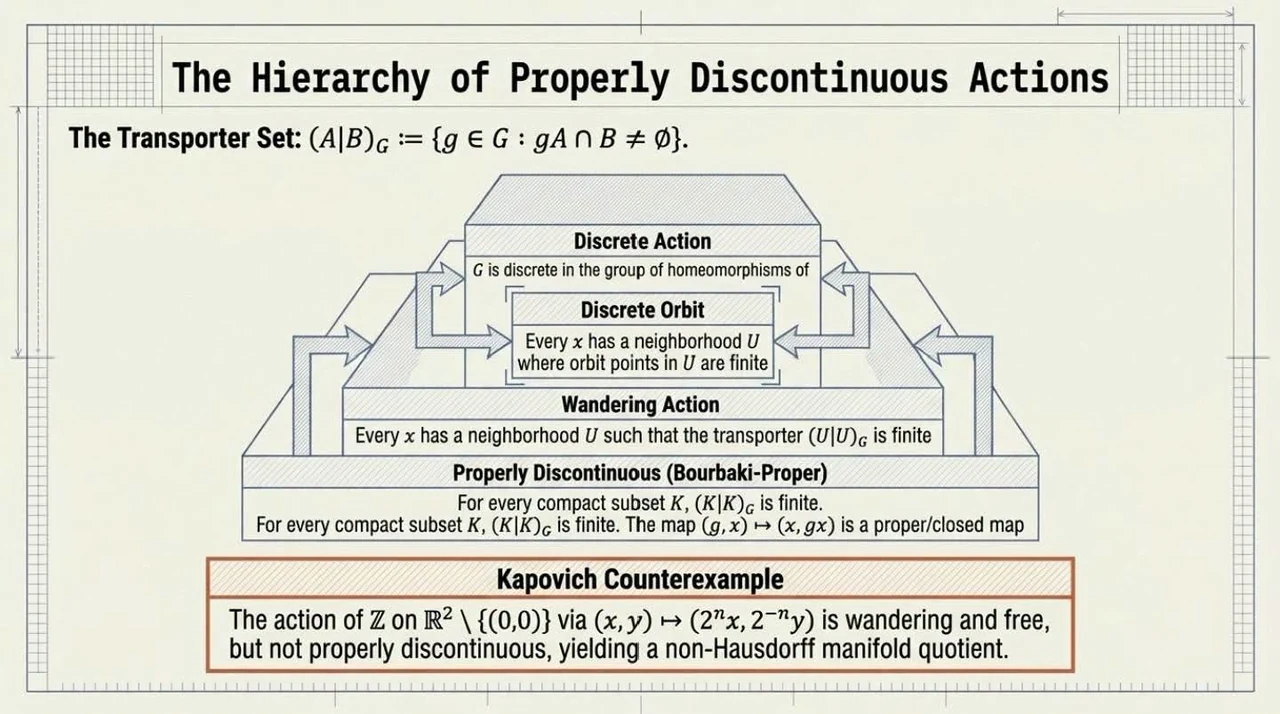 The Hierarchy of Properly Discontinuous Actions
The Transporter Set: (A|B)_G := {g ∈ G : gA ∩ B ≠ ∅}.
Discrete Action
G is discrete in the group of homeomorphisms of
Discrete Orbit
Every x has a neighborhood U
where orbit points in U are finite
Wandering Action
Every x has a neighborhood U such that the transporter (U|U)_G is finite
Properly Discontinuous (Bourbaki-Proper)
For every compact subset K, (K|K)_G is finite.
For every compact subset K, (K|K)_G is finite. The map (g, x) ↦ (x, gx) is a proper/closed map
Kapovich Counterexample
The action of ℤ on ℝ² \ {(0,0)} via (x, y) ↦ (2ⁿx, 2⁻ⁿy) is wandering and free,
but not properly discontinuous, yielding a non-Hausdorff manifold quotient.